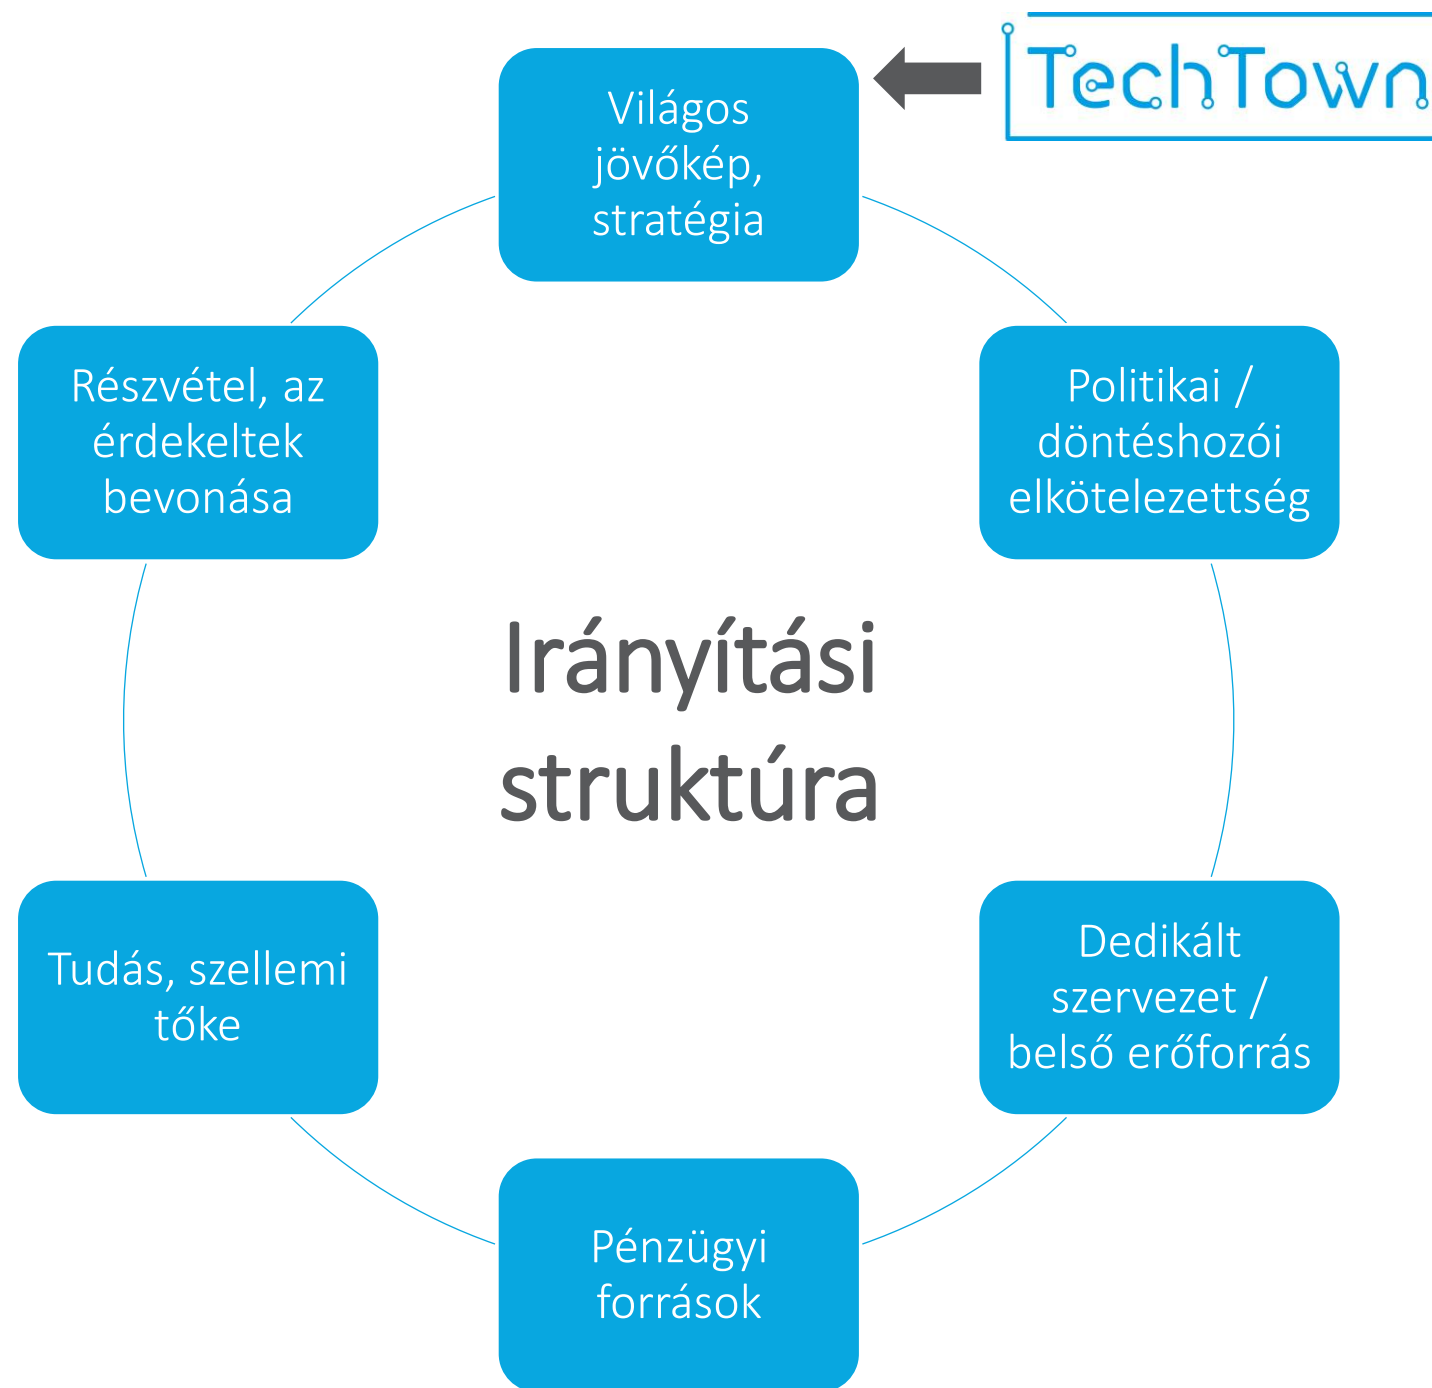 TechTown
Világos
jövőkép,
stratégia
Politikai /
döntéshozói
elkötelezettség
Dedikált
szervezet /
belső erőforrás
Pénzügyi
források
Tudás, szellemi
tőke
Részvétel, az
érdekeltek
bevonása
Irányítási
struktúra